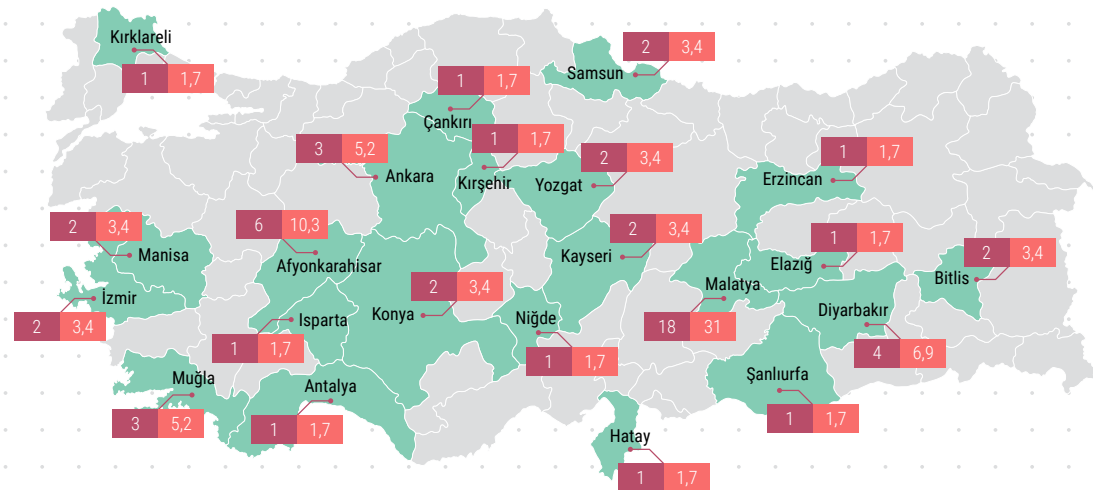 Kırklareli
1 1,7
2 3,4
Samsun
1 1,7
Çankırı
3 5,2
Ankara
1 1,7
Kırşehir
2 3,4
Yozgat
1 1,7
Erzincan
2 3,4
Manisa
6 10,3
Afyonkarahisar
2 3,4
Kayseri
1 1,7
Elazığ
2 3,4
Bitlis
İzmir
2 3,4
Isparta
1 1,7
2 3,4
Konya
Niğde
1 1,7
Malatya
18 31
Diyarbakır
4 6,9
Muğla
3 5,2
Antalya
1 1,7
Şanlıurfa
1 1,7
Hatay
1 1,7